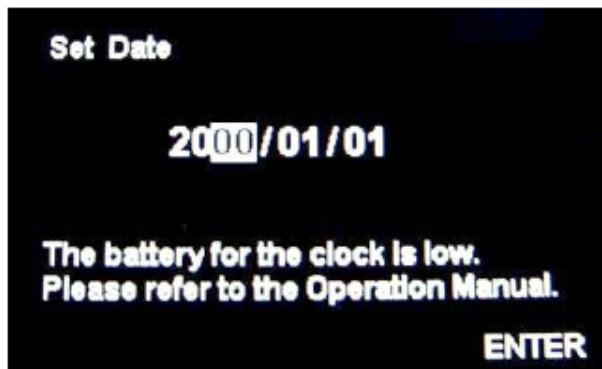 Set Date
2000/01/01
The battery for the clock is low.
Please refer to the Operation Manual.
ENTER